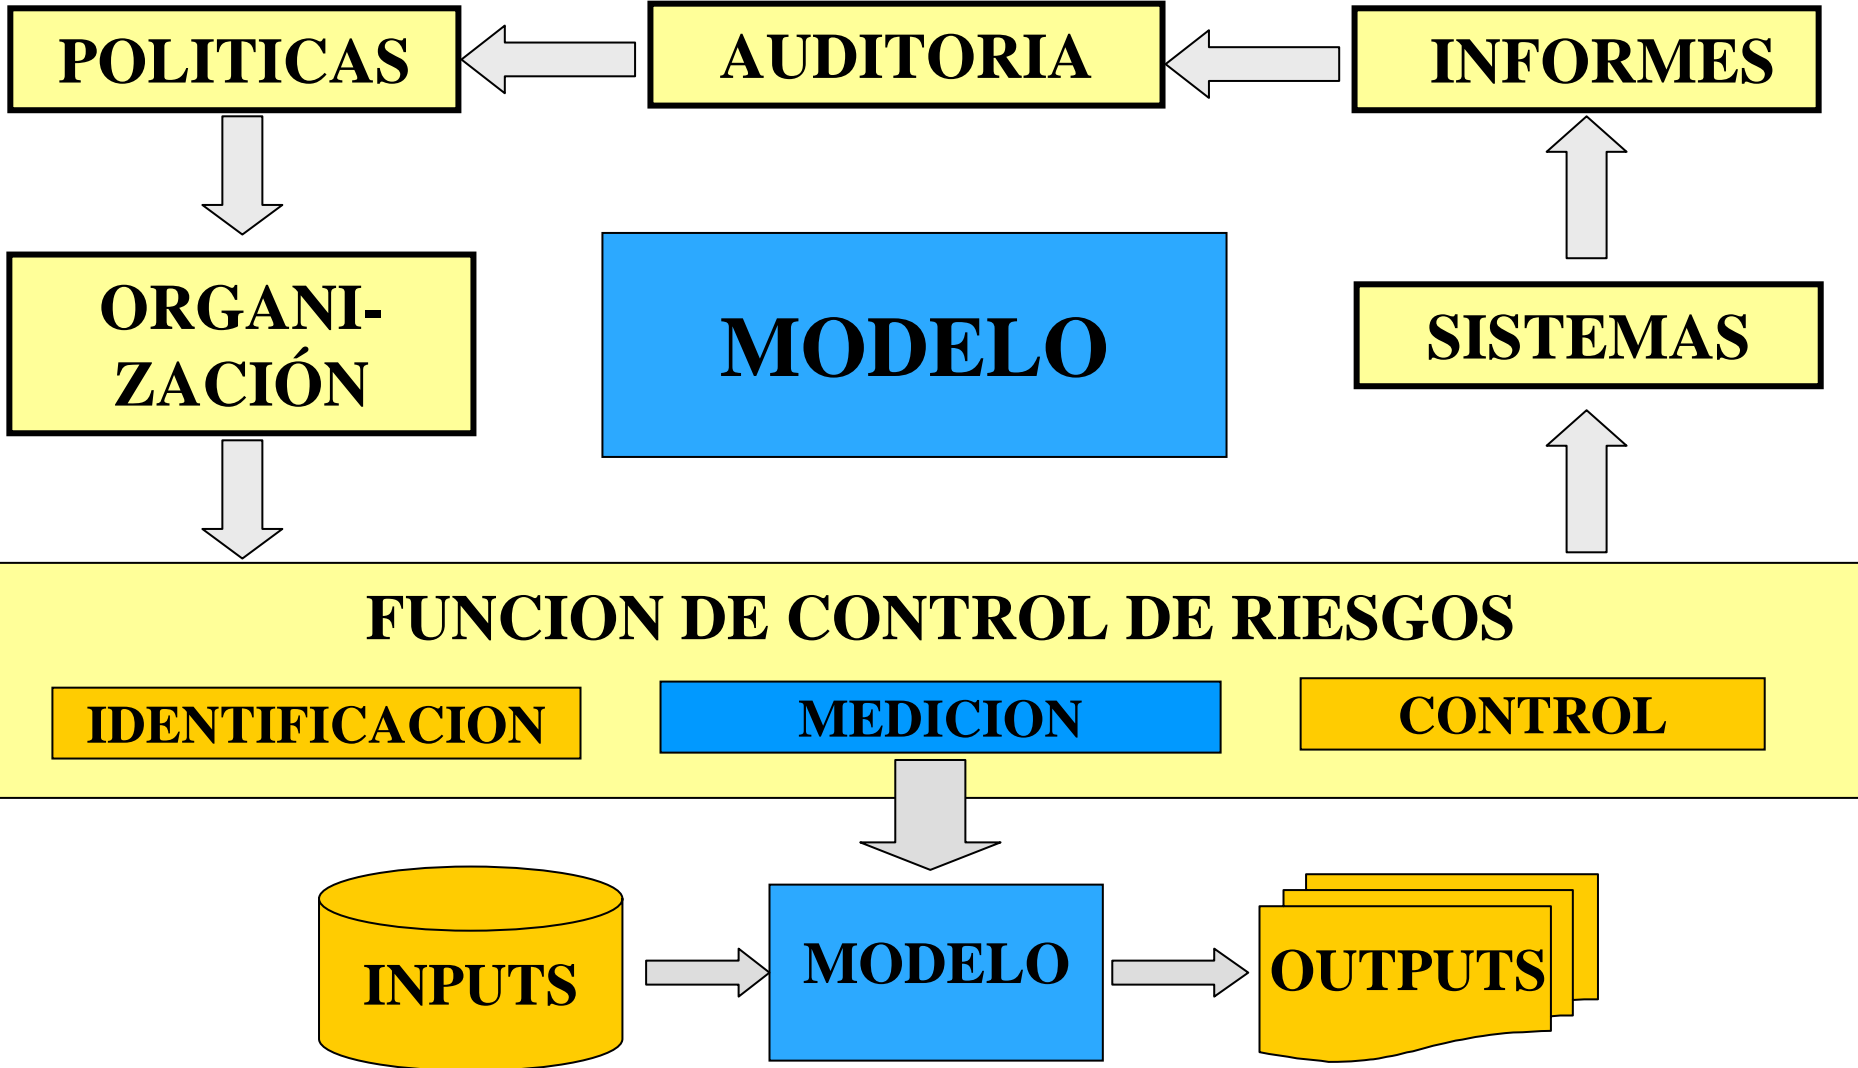 POLITICAS
AUDITORIA
INFORMES
ORGANI-
ZACIÓN
MODELO
SISTEMAS
FUNCION DE CONTROL DE RIESGOS
IDENTIFICACION
MEDICION
CONTROL
INPUTS
MODELO
OUTPUTS